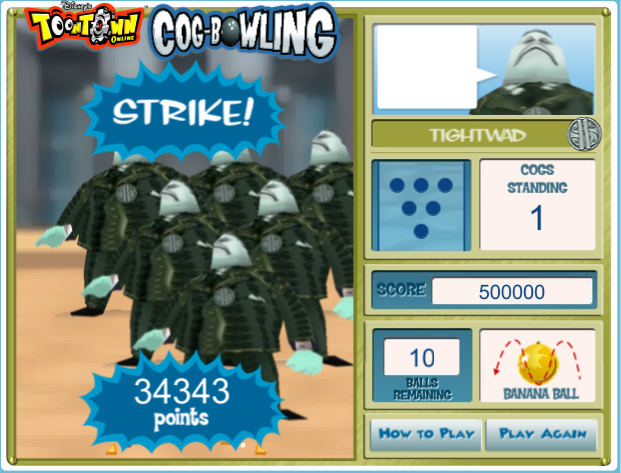 Disney's
TOONTOWN
ONLINE
COG-BOWLING
STRIKE!
34343
points
TIGHTWAD
COGS
STANDING
1
SCORE 500000
10
BALLS
REMAINING
BANANA BALL
HOW TO PLAY
PLAY AGAIN